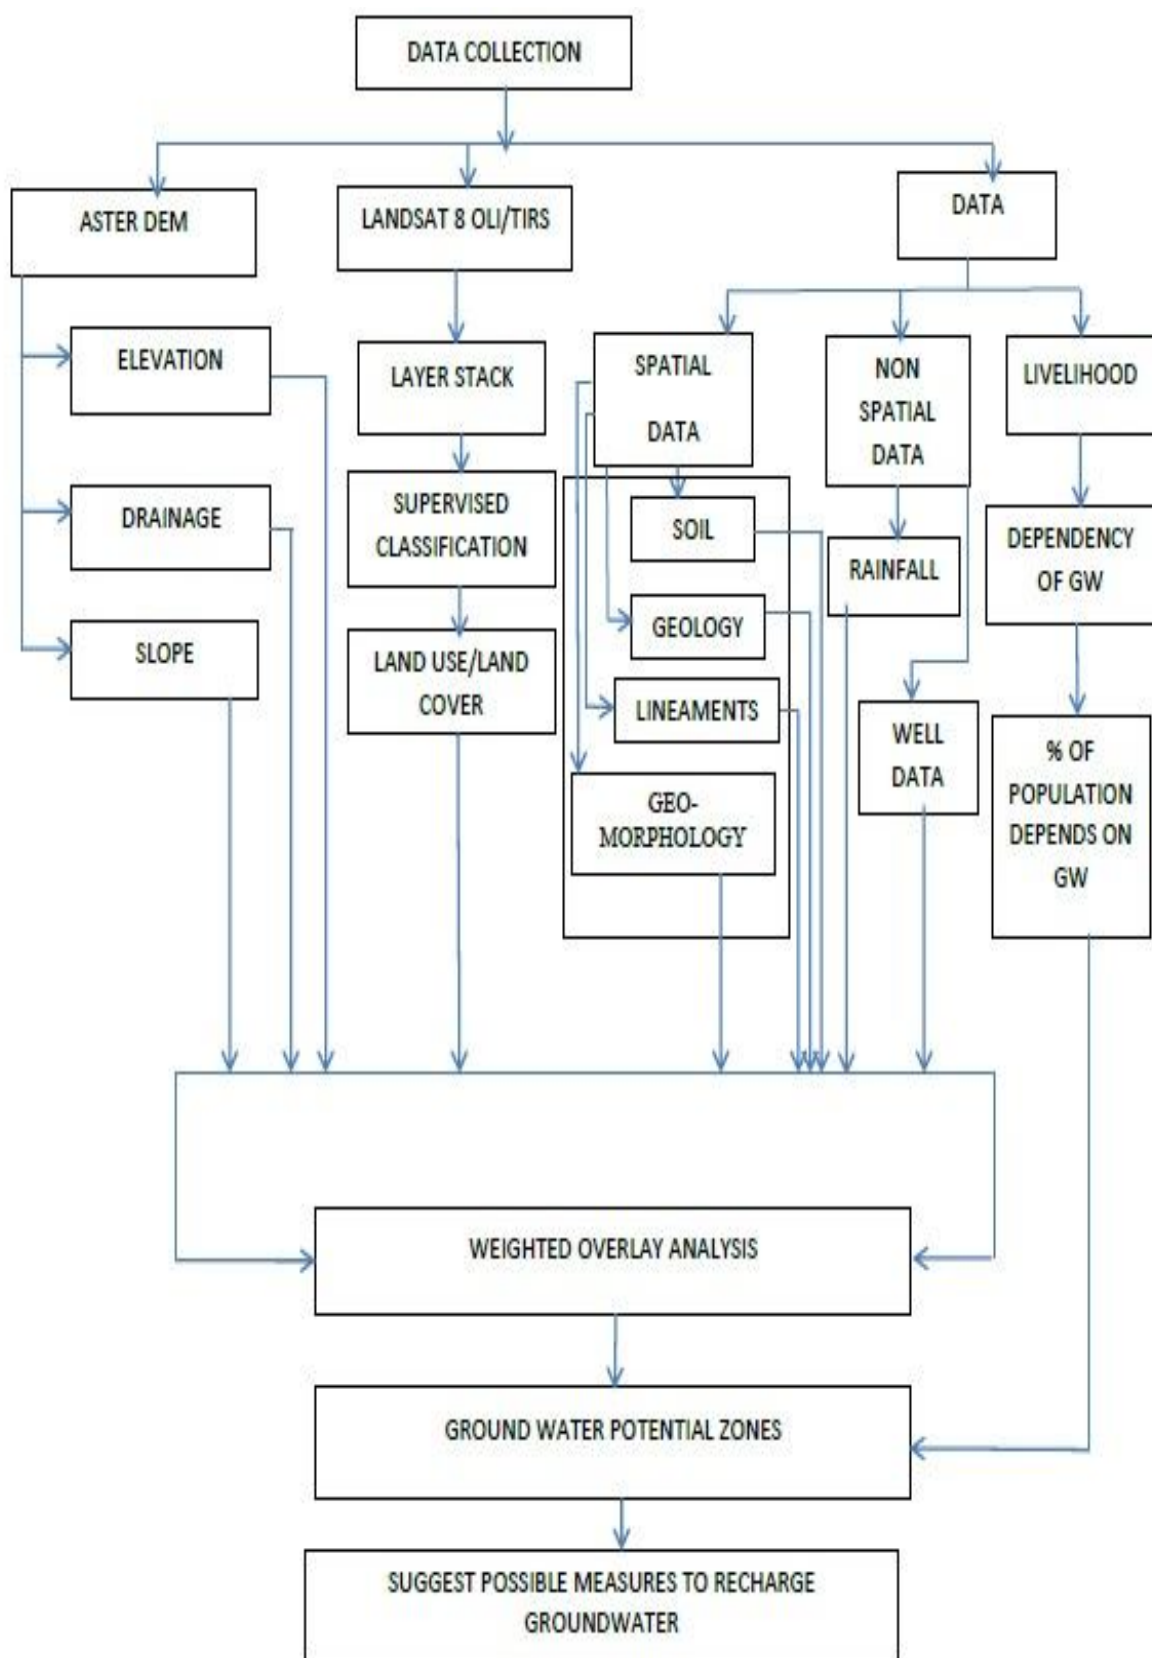 DATA COLLECTION
ASTER DEM
LANDSAT 8 OLI/TIRS
DATA
ELEVATION
DRAINAGE
SLOPE
LAYER STACK
SUPERVISED
CLASSIFICATION
LAND USE/LAND
COVER
SPATIAL
DATA
SOIL
GEOLOGY
LINEAMENTS
GEO-
MORPHOLOGY
NON
SPATIAL
DATA
RAINFALL
WELL
DATA
LIVELIHOOD
DEPENDENCY
OF GW
% OF
POPULATION
DEPENDS ON
GW
WEIGHTED OVERLAY ANALYSIS
GROUND WATER POTENTIAL ZONES
SUGGEST POSSIBLE MEASURES TO RECHARGE
GROUNDWATER